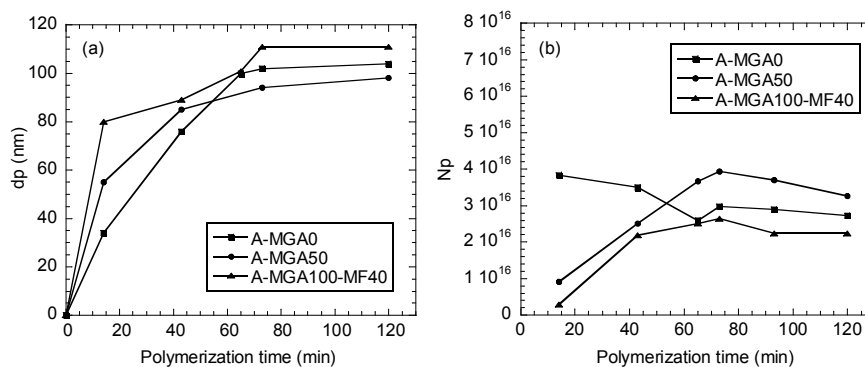 (a)
120
100
80
60
40
20
0
dp (nm)
A-MGA0
A-MGA50
A-MGA100-MF40
0 20 40 60 80 100 120
Polymerization time (min)
(b)
8 10^16
7 10^16
6 10^16
5 10^16
4 10^16
3 10^16
2 10^16
1 10^16
0
Np
A-MGA0
A-MGA50
A-MGA100-MF40
0 20 40 60 80 100 120
Polymerization time (min)